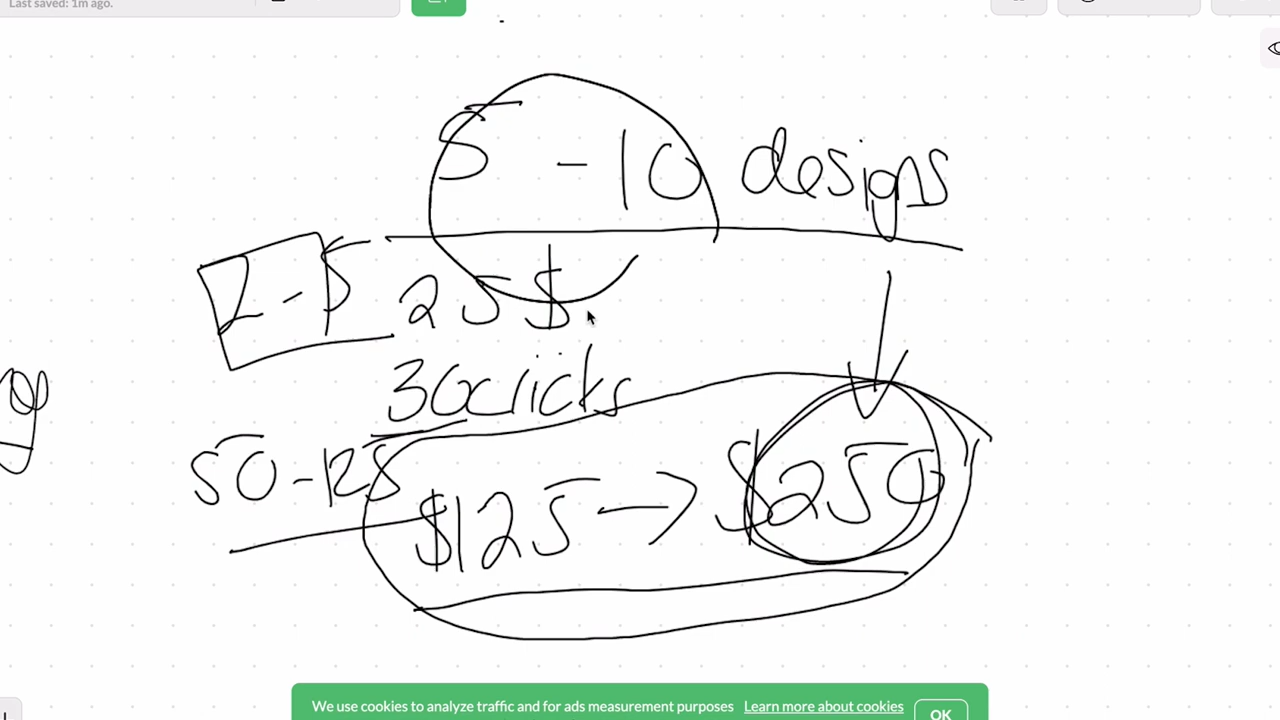 Last saved: 1m ago.
5 - 10 designs
2 - 5 25 $
30 clicks
50 - 125
$125 → $250
We use cookies to analyze traffic and for ads measurement purposes Learn more about cookies OK